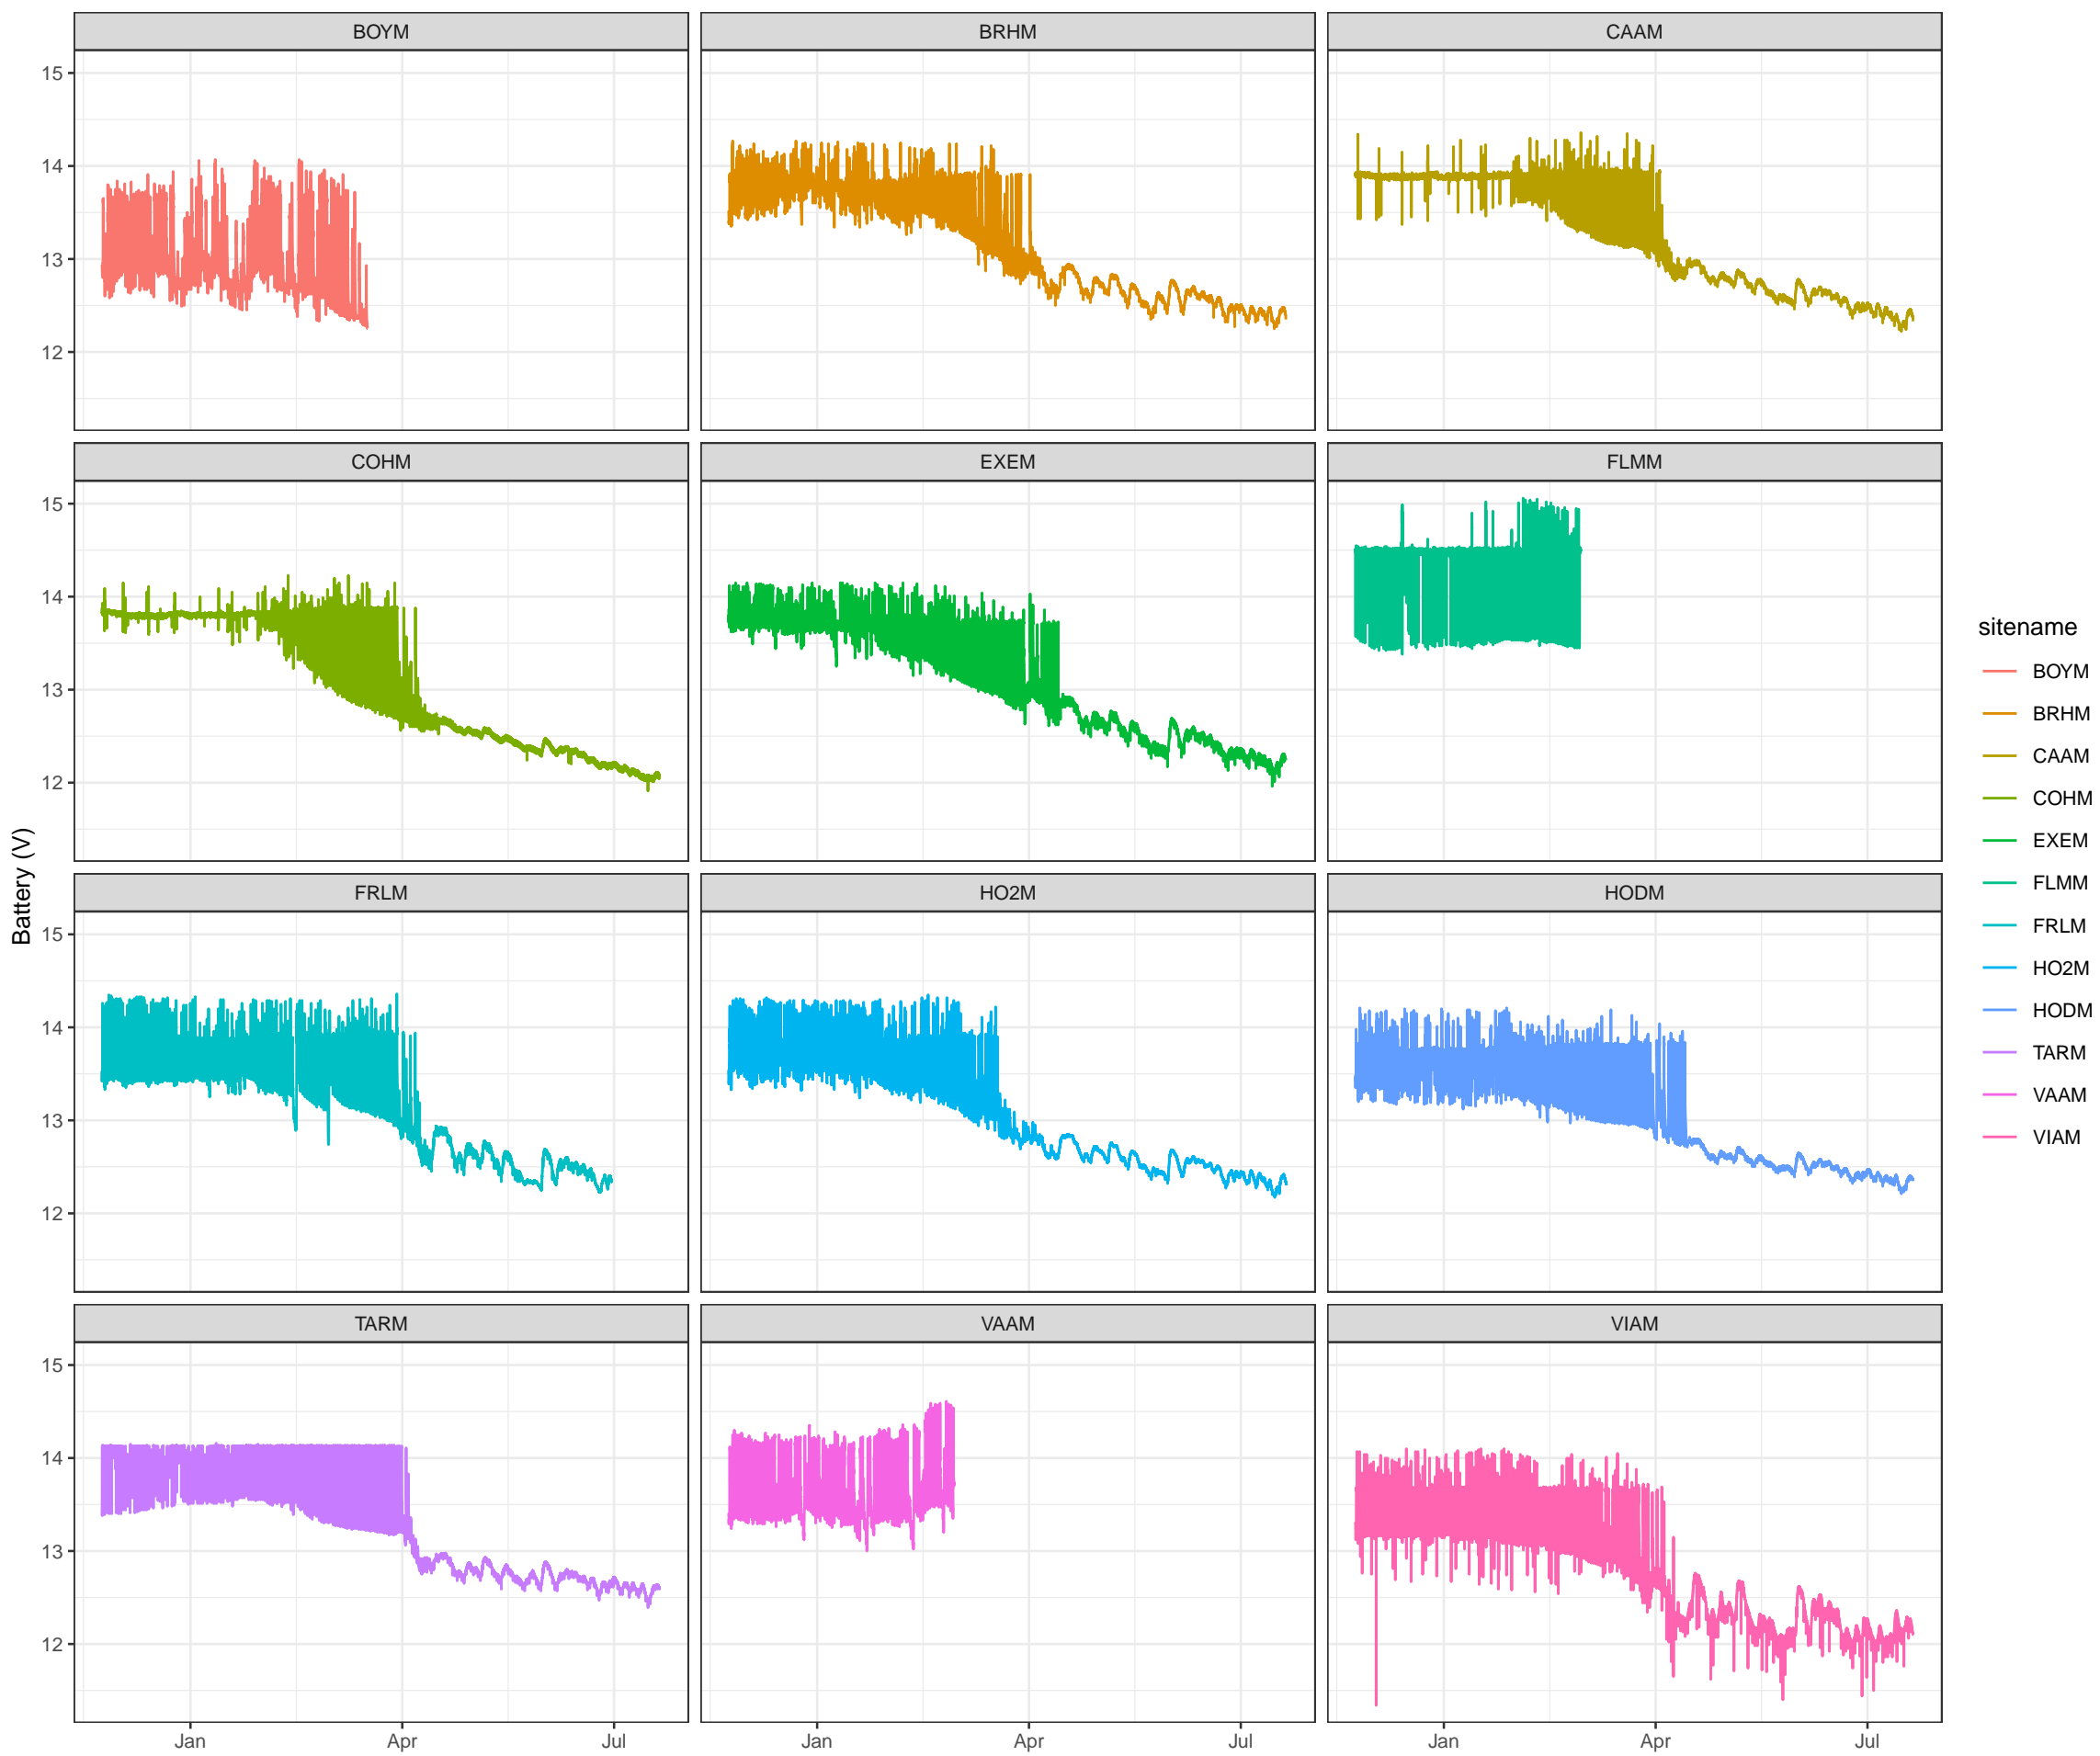 BOYM BRHM CAAM
15
14
13
12
COHM EXEM FLMM
15
14
13
12
Battery (V)
FRLM HO2M HODM
15
14
13
12
TARM VAAM VIAM
15
14
13
12
Jan Apr Jul Jan Apr Jul Jan Apr Jul
sitename
BOYM
BRHM
CAAM
COHM
EXEM
FLMM
FRLM
HO2M
HODM
TARM
VAAM
VIAM